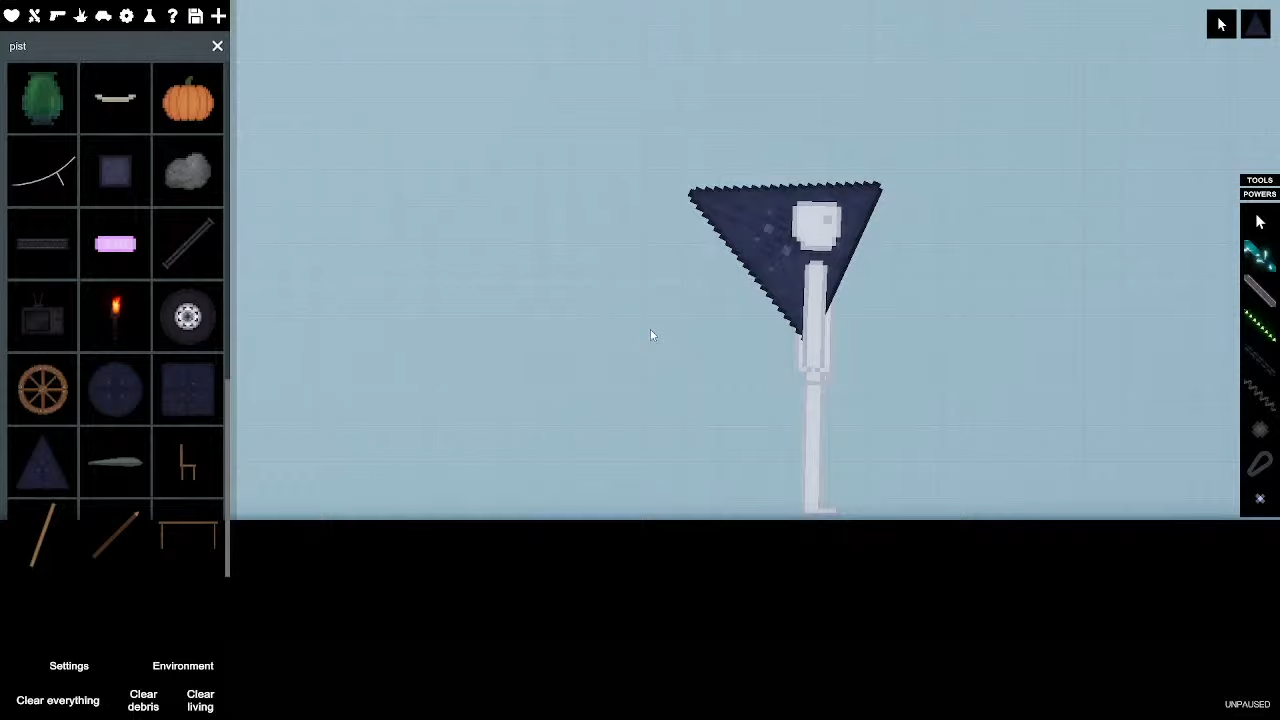 pist
TOOLS
POWERS
Settings
Environment
Clear everything
Clear debris
Clear living
UNPAUSED